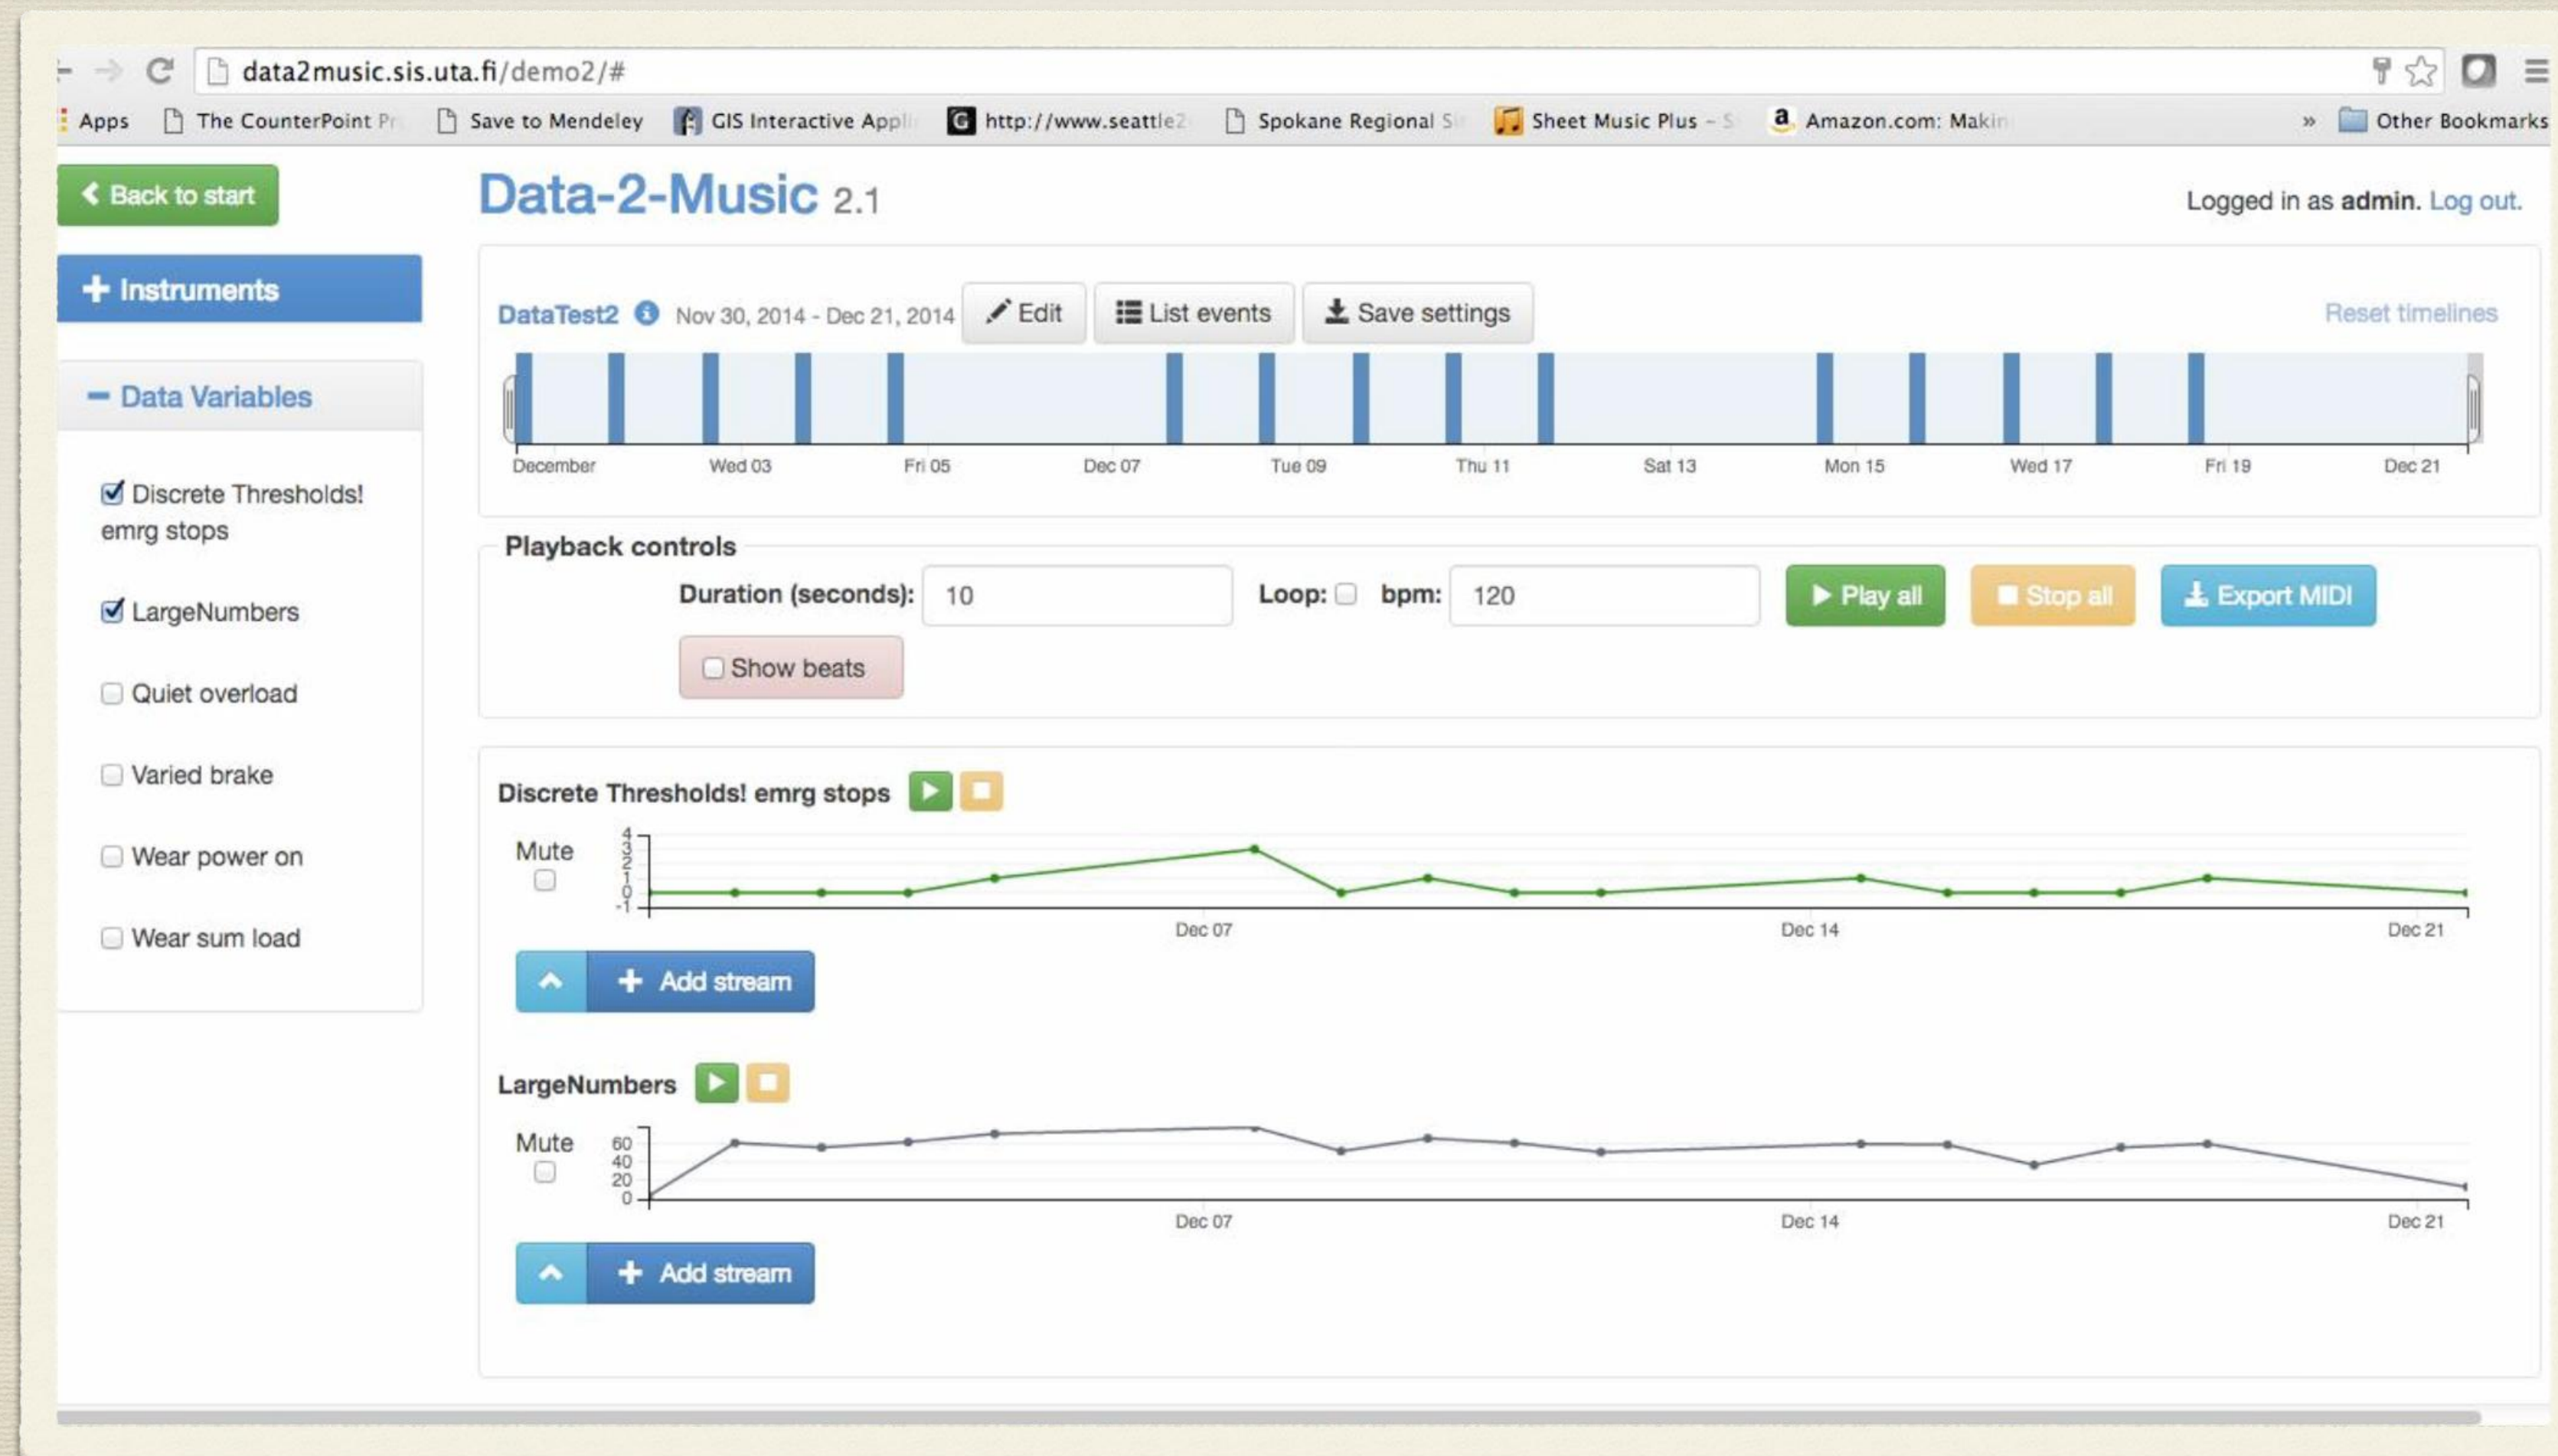 data2music.sis.uta.fi/demo2/#
Apps The CounterPoint Save to Mendeley GIS Interactive http://www.seattle2 Spokane Regional Sheet Music Plus - S a Amazon.com: Makin » Other Bookmarks
Back to start
Data-2-Music 2.1
Logged in as admin. Log out.
+ Instruments
DataTest2 Nov 30, 2014 - Dec 21, 2014 Edit List events Save settings
Reset timelines
December Wed 03 Fri 05 Dec 07 Tue 09 Thu 11 Sat 13 Mon 15 Wed 17 Fri 19 Dec 21
Data Variables
Discrete Thresholds!
emrg stops
LargeNumbers
Quiet overload
Varied brake
Wear power on
Wear sum load
Playback controls
Duration (seconds): 10 Loop: bpm: 120 Play all Stop all Export MIDI
Show beats
Discrete Thresholds! emrg stops
Mute
4
3
2
1
0
-1
Dec 07 Dec 14 Dec 21
+ Add stream
LargeNumbers
Mute
60
40
20
0
Dec 07 Dec 14 Dec 21
+ Add stream